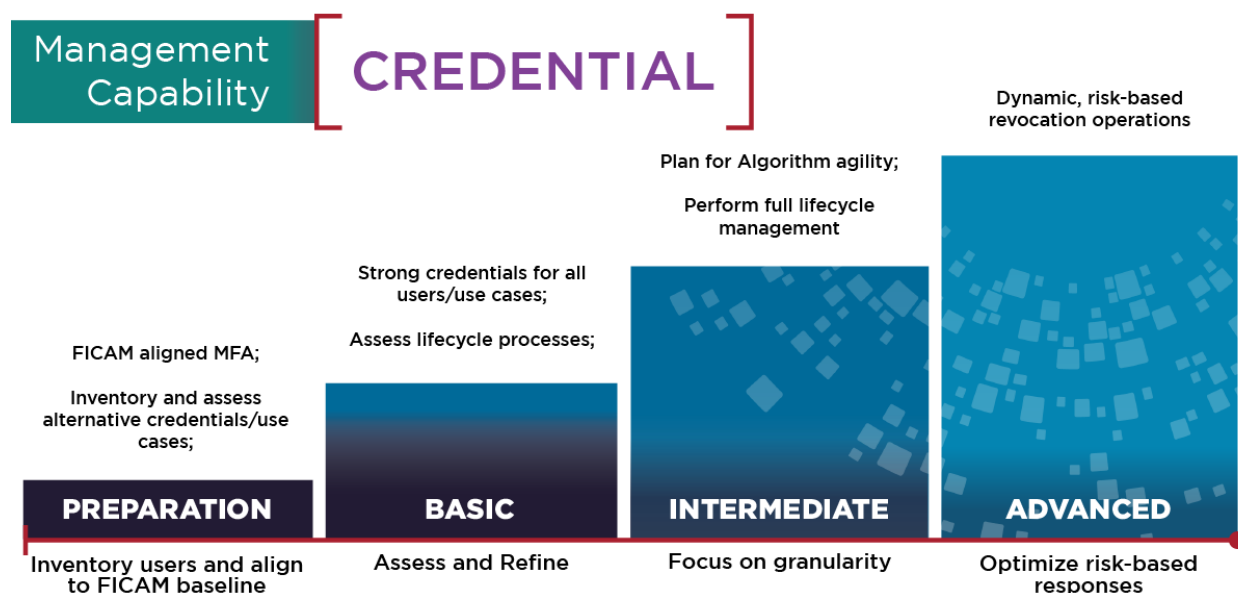 Management
Capability
CREDENTIAL
Dynamic, risk-based
revocation operations
Plan for Algorithm agility;
Perform full lifecycle
management
Strong credentials for all
users/use cases;
Assess lifecycle processes;
FICAM aligned MFA;
Inventory and assess
alternative credentials/use
cases;
PREPARATION
BASIC
INTERMEDIATE
ADVANCED
Inventory users and align
to FICAM baseline
Assess and Refine
Focus on granularity
Optimize risk-based
responses